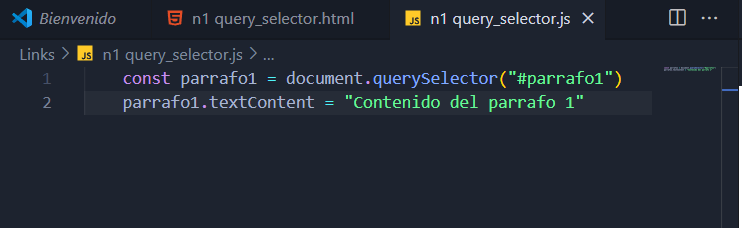 Bienvenido n1 query_selector.html JS n1 query_selector.js
Links > JS n1 query_selector.js > ...
1 const parrafo1 = document.querySelector("#parrafo1")
2 parrafo1.textContent = "Contenido del parrafo 1"